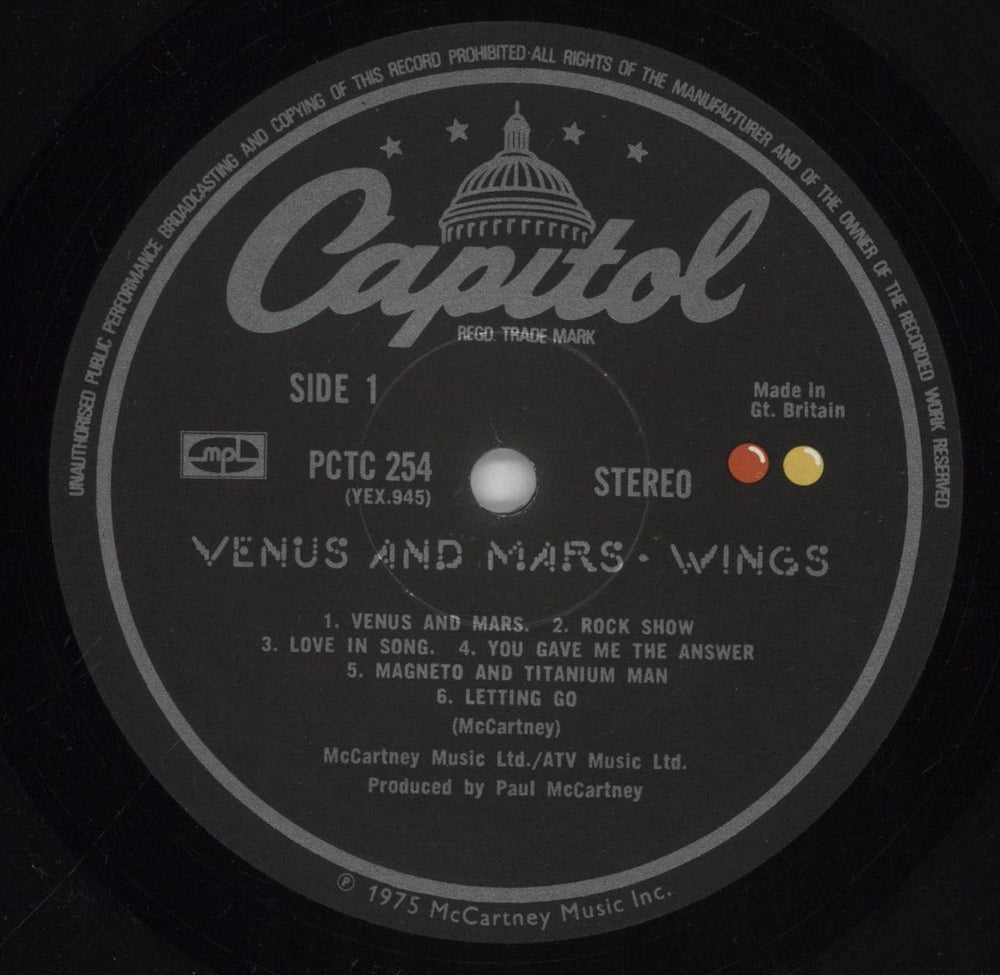 UNAUTHORISED PUBLIC PERFORMANCE BROADCASTING AND COPYING OF THIS RECORD PROHIBITED·ALL RIGHTS OF THE MANUFACTURER AND OF THE OWNER OF THE RECORDED WORK RESERVED
Capitol
REGD. TRADE MARK
SIDE 1
Made in
Gt. Britain
mpl
PCTC 254
STEREO
(YEX.945)
VENUS AND MARS · WINGS
1. VENUS AND MARS. 2. ROCK SHOW
3. LOVE IN SONG. 4. YOU GAVE ME THE ANSWER
5. MAGNETO AND TITANIUM MAN
6. LETTING GO
(McCartney)
McCartney Music Ltd./ATV Music Ltd.
Produced by Paul McCartney
℗ 1975 McCartney Music Inc.